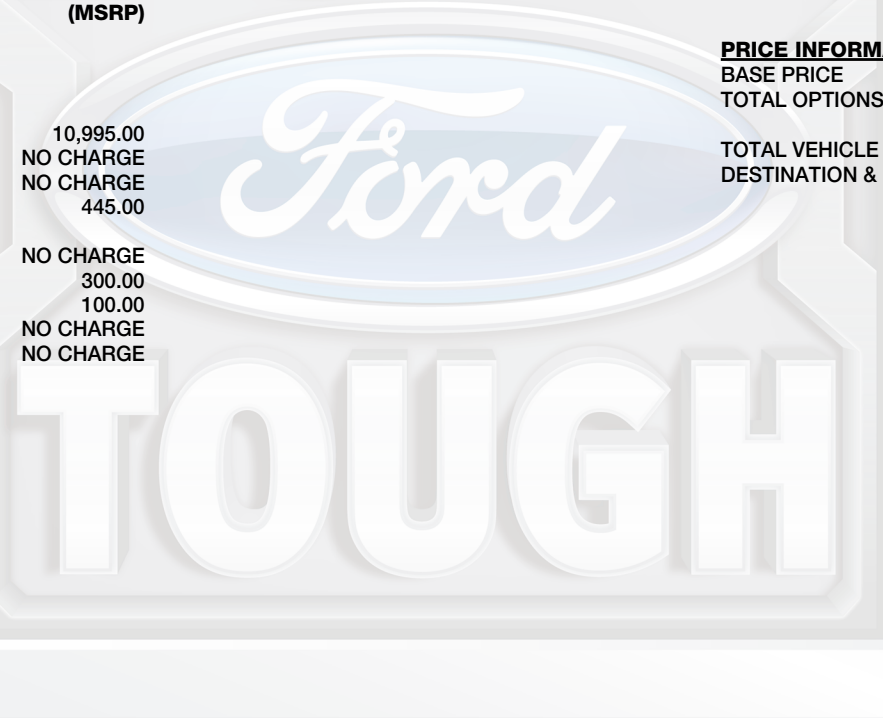 (MSRP)
10,995.00
NO CHARGE
NO CHARGE
445.00
NO CHARGE
300.00
100.00
NO CHARGE
NO CHARGE
PRICE INFORMA
BASE PRICE
TOTAL OPTIONS
TOTAL VEHICLE
DESTINATION &
Ford
TOUGH